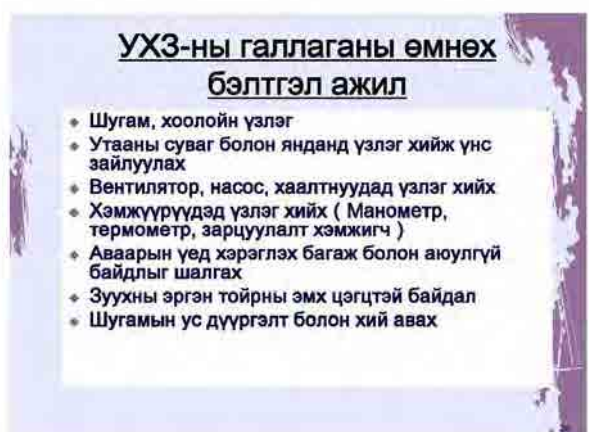 УХЗ-ны галлаганы өмнөх
бэлтгэл ажил
Шугам, хоолойн үзлэг
Утааны суваг болон янданд үзлэг хийж үнс
зайлуулах
Вентилятор, насос, хаалтнуудад үзлэг хийх
Хэмжүүрүүдэд үзлэг хийх ( Манометр,
термометр, зарцуулалт хэмжигч )
Аваарын үед хэрэглэх багаж болон аюулгүй
байдлыг шалгах
Зуухны эргэн тойрны эмх цэгцтэй байдал
Шугамын ус дүүргэлт болон хий авах